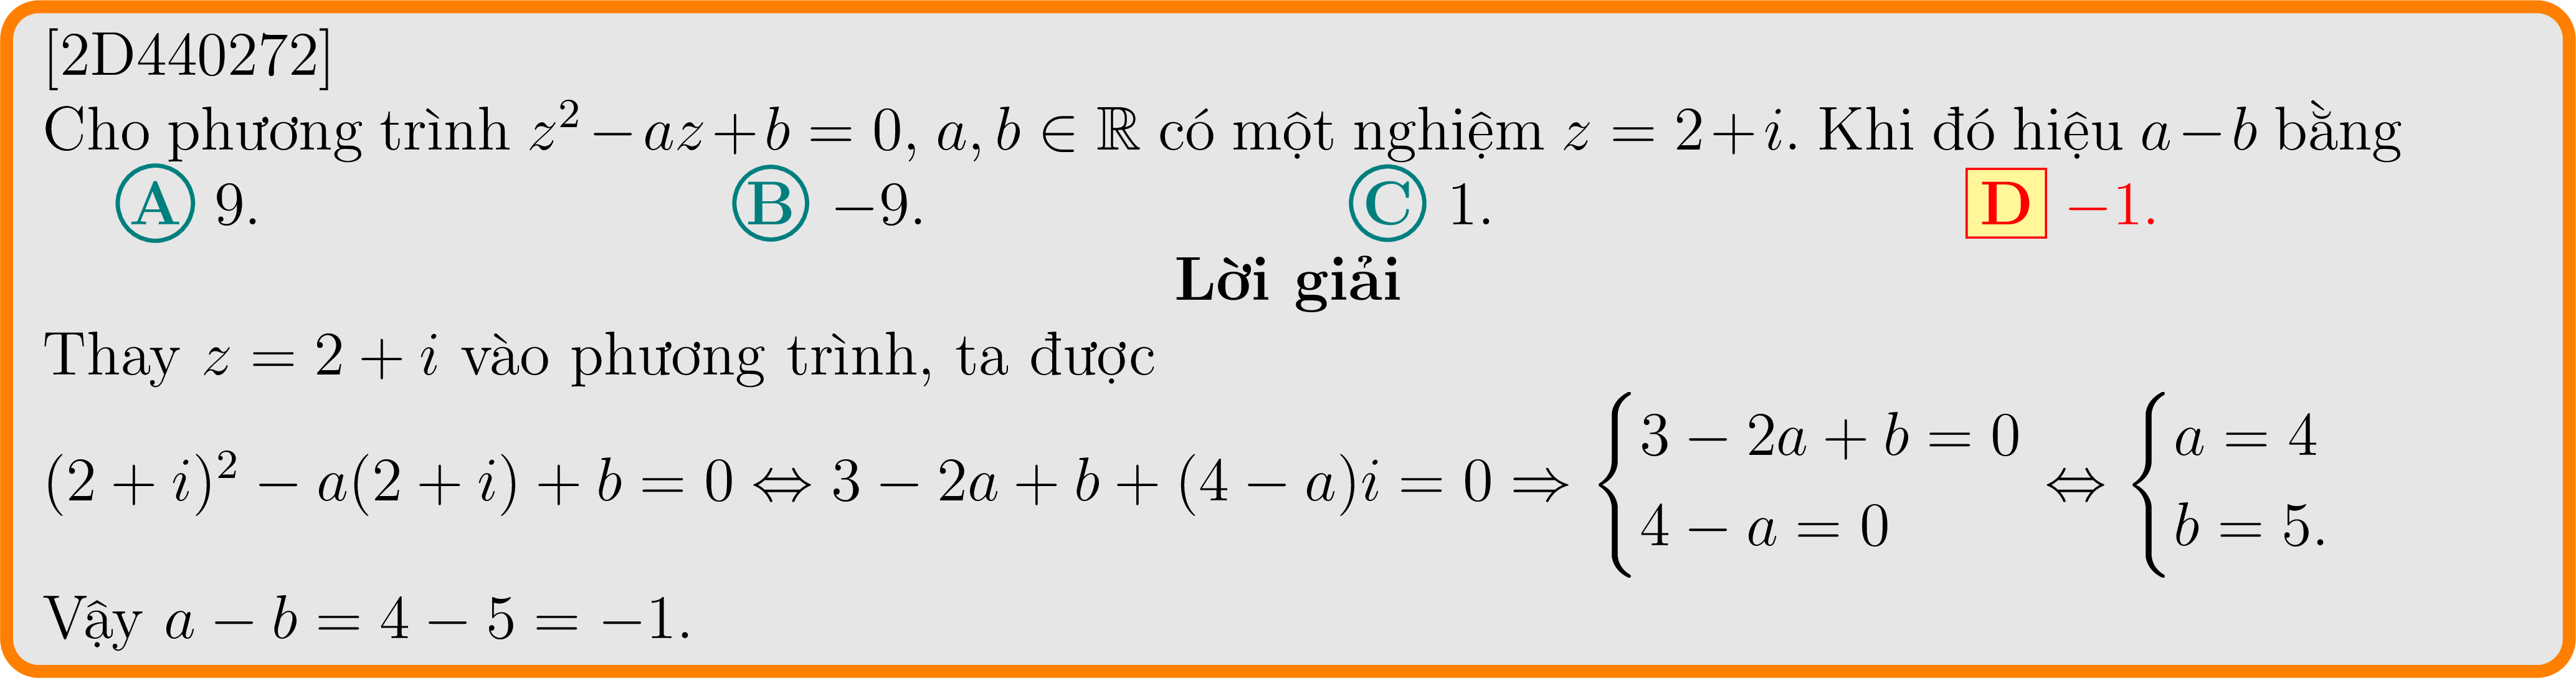 [2D440272]
Cho phương trình $z^2 - az + b = 0$, $a, b \in \mathbb{R}$ có một nghiệm $z = 2 + i$. Khi đó hiệu $a - b$ bằng
A 9. B −9. C 1. D −1.
Lời giải
Thay $z = 2 + i$ vào phương trình, ta được
$(2 + i)^2 - a(2 + i) + b = 0 \Leftrightarrow 3 - 2a + b + (4 - a)i = 0 \Rightarrow \begin{cases} 3 - 2a + b = 0 \\ 4 - a = 0 \end{cases} \Leftrightarrow \begin{cases} a = 4 \\ b = 5. \end{cases}$
Vậy $a - b = 4 - 5 = -1$.